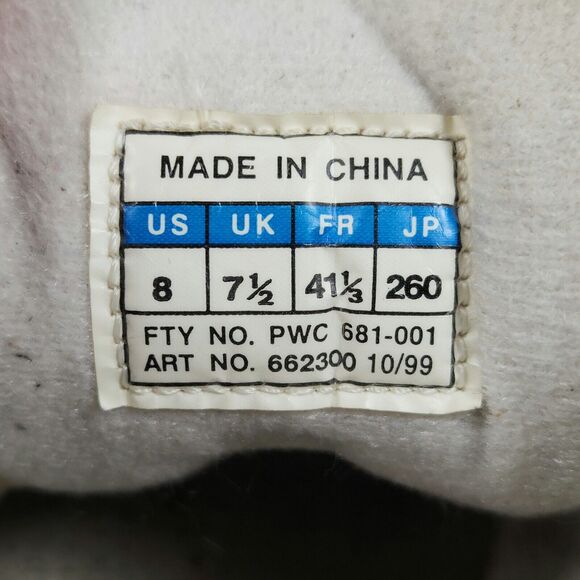 MADE IN CHINA
US UK FR JP
8 7½ 41⅓ 260
FTY NO. PWC 681-001
ART NO. 662300 10/99